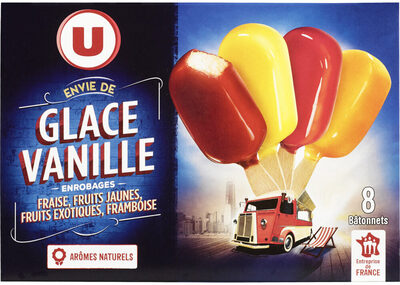 U
ENVIE DE
GLACE
VANILLE
ENROBAGES
FRAISE, FRUITS JAUNES,
FRUITS EXOTIQUES, FRAMBOISE
ARÔMES NATURELS
8
Bâtonnets
Entreprise
de FRANCE